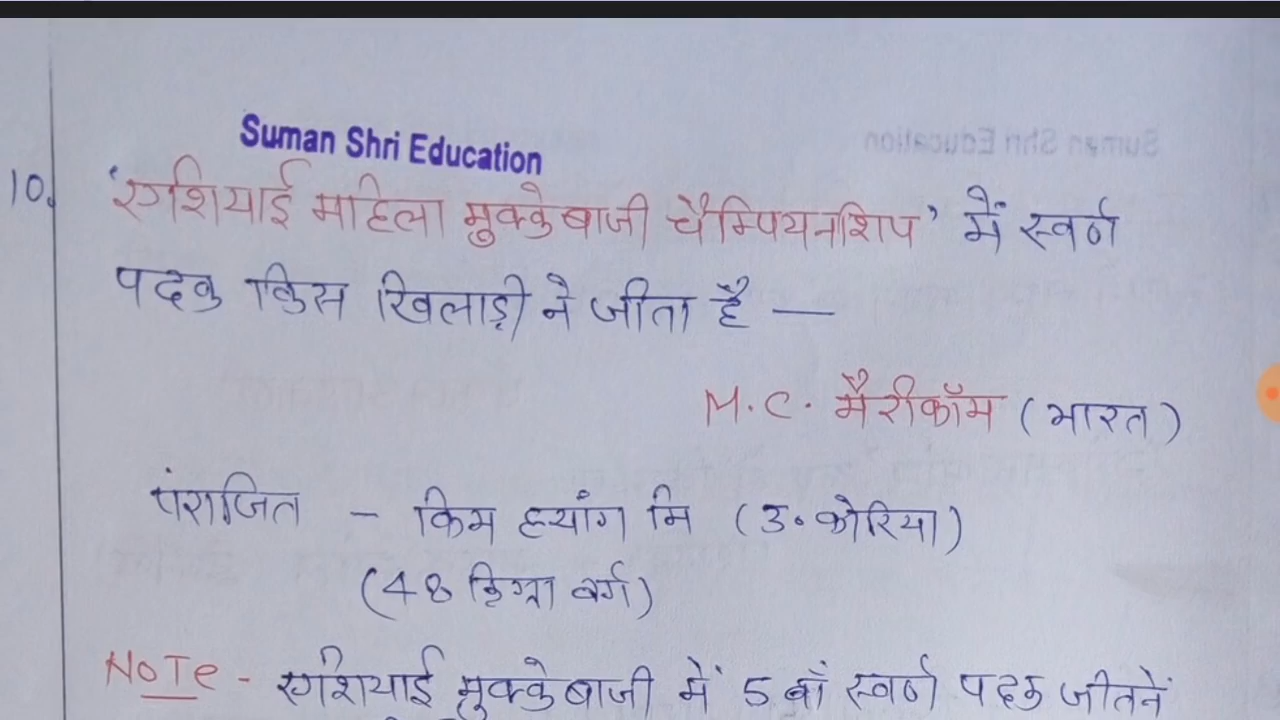 Suman Shri Education
10. 'एशियाई महिला मुक्केबाजी चैम्पियनशिप' में स्वर्ण
पदक किस खिलाड़ी ने जीता है —
M.C. मैरीकॉम (भारत)
पराजित - किम हयांग मि (उ॰ कोरिया)
(48 किग्रा वर्ग)
NOTe - एशियाई मुक्केबाजी में 5 वाँ स्वर्ण पदक जीतने